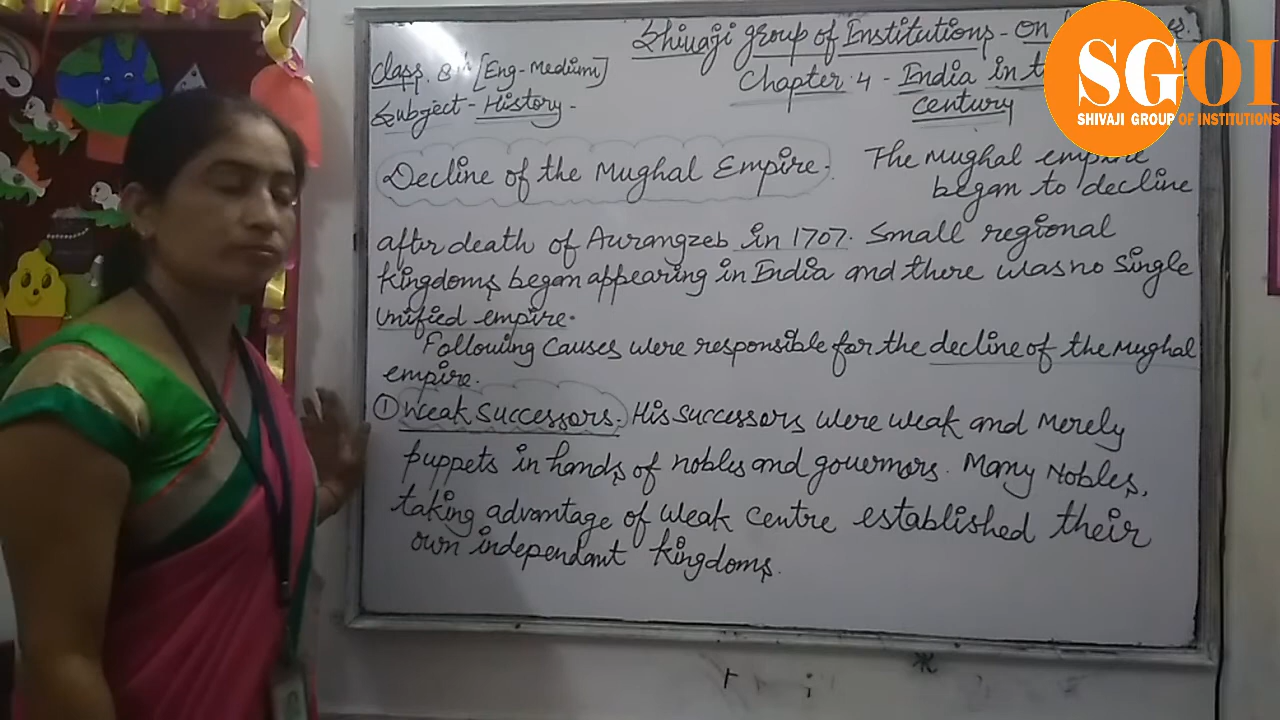 Shivaji group of Institutions - On
Class. 8th [Eng-Medium]
Chapter 4 - India in t
Subject - History -
century
SGOI
SHIVAJI GROUP OF INSTITUTIONS
Decline of the Mughal Empire:
The Mughal empire
began to decline
after death of Aurangzeb in 1707. Small regional
kingdoms began appearing in India and there was no single
unified empire.
Following causes were responsible for the decline of the Mughal
empire.
① Weak Successors:- His successors were weak and Merely
puppets in hands of nobles and governors. Many Nobles,
taking advantage of weak centre established their
own independant kingdoms.